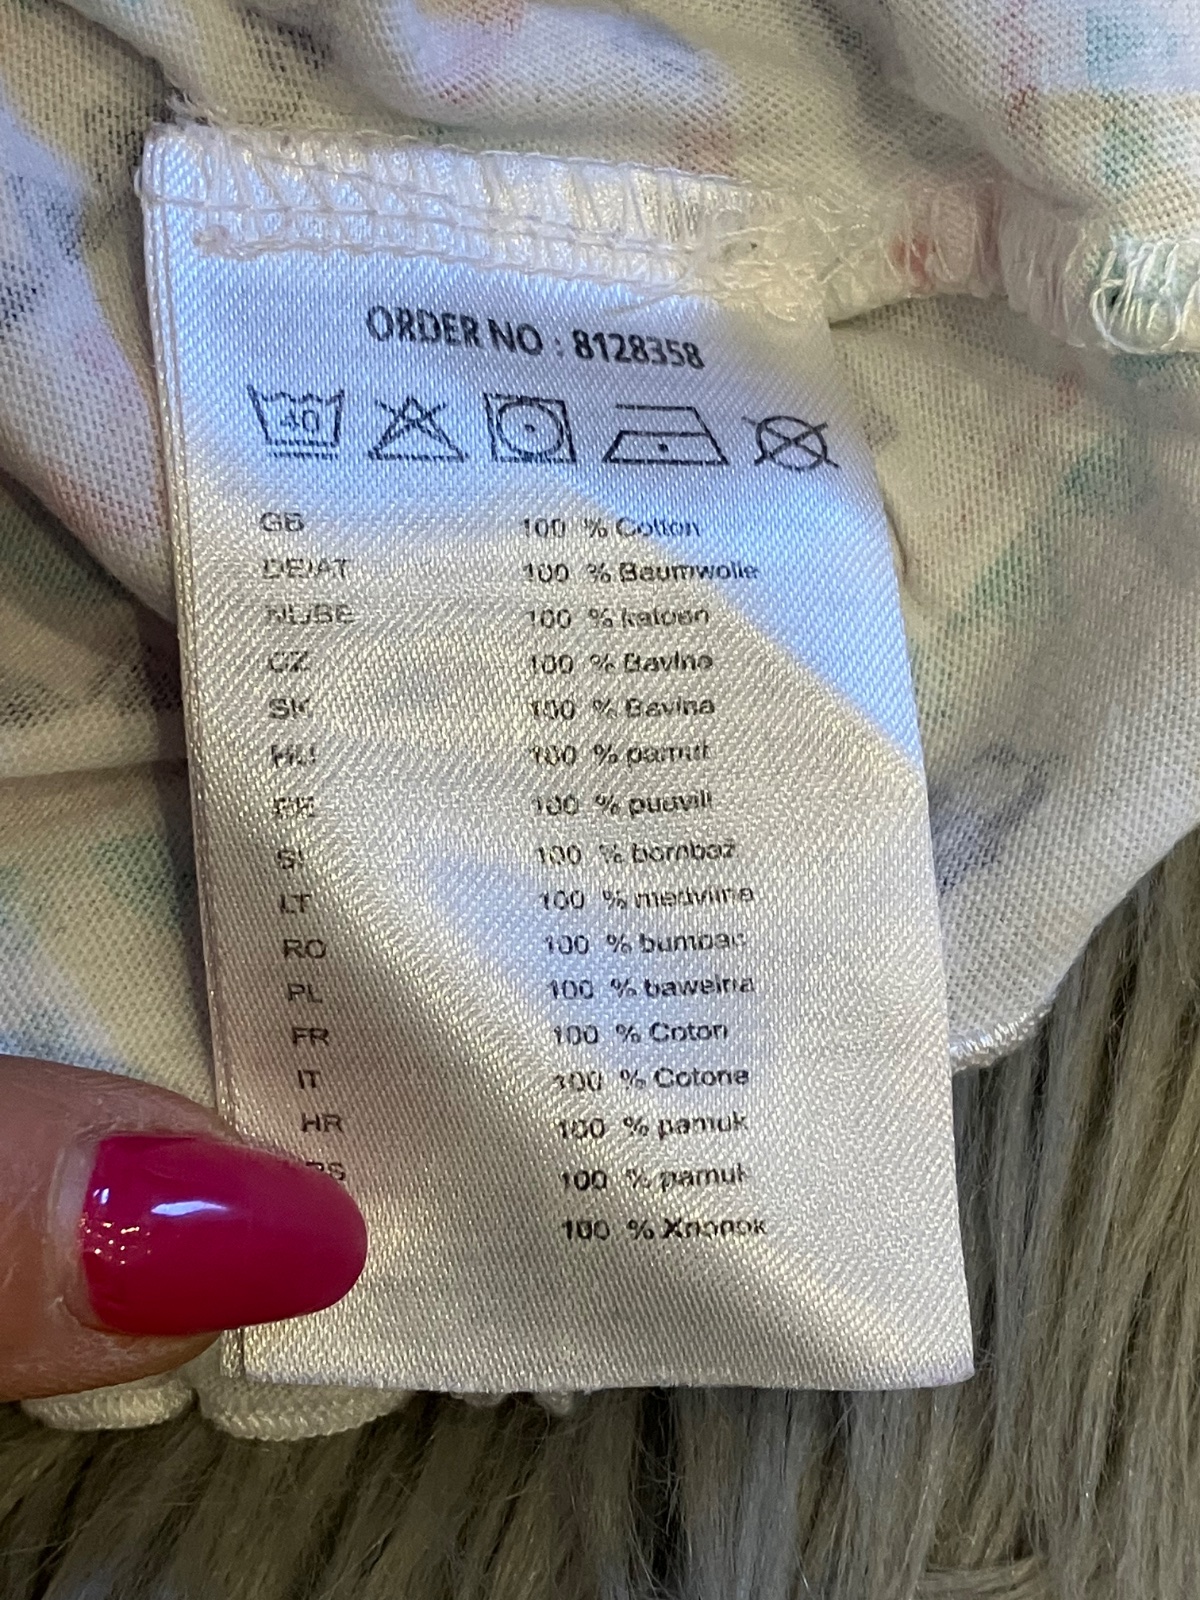 ORDER NO : 8128358
40
GB 100 % Cotton
DE/AT 100 % Baumwolle
NL/BE 100 % katoen
CZ 100 % Bavlna
SK 100 % Bavlna
HU 100 % pamut
EE 100 % puuvill
SI 100 % bombaž
LT 100 % medvilna
RO 100 % bumbac
PL 100 % bawełna
FR 100 % Coton
IT 100 % Cotone
HR 100 % pamuk
RS 100 % pamuk
100 % Хлопок